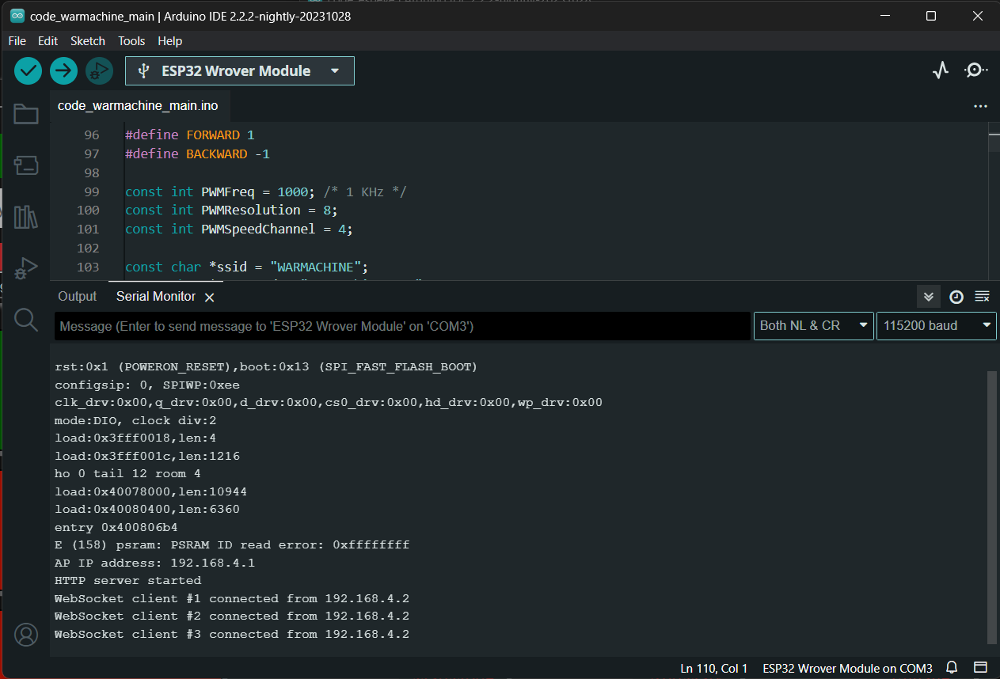 code_warmachine_main | Arduino IDE 2.2.2-nightly-20231028
File Edit Sketch Tools Help
ESP32 Wrover Module
code_warmachine_main.ino
96 #define FORWARD 1
97 #define BACKWARD -1
98
99 const int PWMFreq = 1000; /* 1 KHz */
100 const int PWMResolution = 8;
101 const int PWMSpeedChannel = 4;
102
103 const char *ssid = "WARMACHINE";
Output Serial Monitor
Message (Enter to send message to 'ESP32 Wrover Module' on 'COM3')
Both NL & CR
115200 baud
rst:0x1 (POWERON_RESET),boot:0x13 (SPI_FAST_FLASH_BOOT)
configsip: 0, SPIWP:0xee
clk_drv:0x00,q_drv:0x00,d_drv:0x00,cs0_drv:0x00,hd_drv:0x00,wp_drv:0x00
mode:DIO, clock div:2
load:0x3fff0018,len:4
load:0x3fff001c,len:1216
ho 0 tail 12 room 4
load:0x40078000,len:10944
load:0x40080400,len:6360
entry 0x400806b4
E (158) psram: PSRAM ID read error: 0xffffffff
AP IP address: 192.168.4.1
HTTP server started
WebSocket client #1 connected from 192.168.4.2
WebSocket client #2 connected from 192.168.4.2
WebSocket client #3 connected from 192.168.4.2
Ln 110, Col 1 ESP32 Wrover Module on COM3